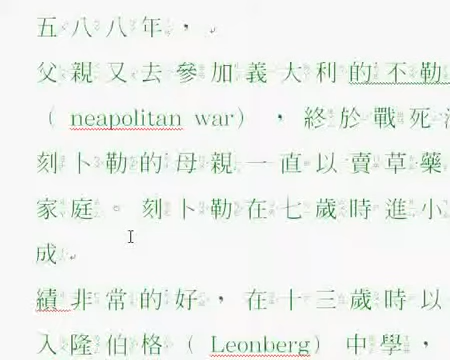 五八八年，
父親又去參加義大利的不勒
（neapolitan war），終於戰死
刻卜勒的母親一直以賣草藥
家庭。刻卜勒在七歲時進小
成
績非常的好，在十三歲時以
入隆伯格（Leonberg）中學，